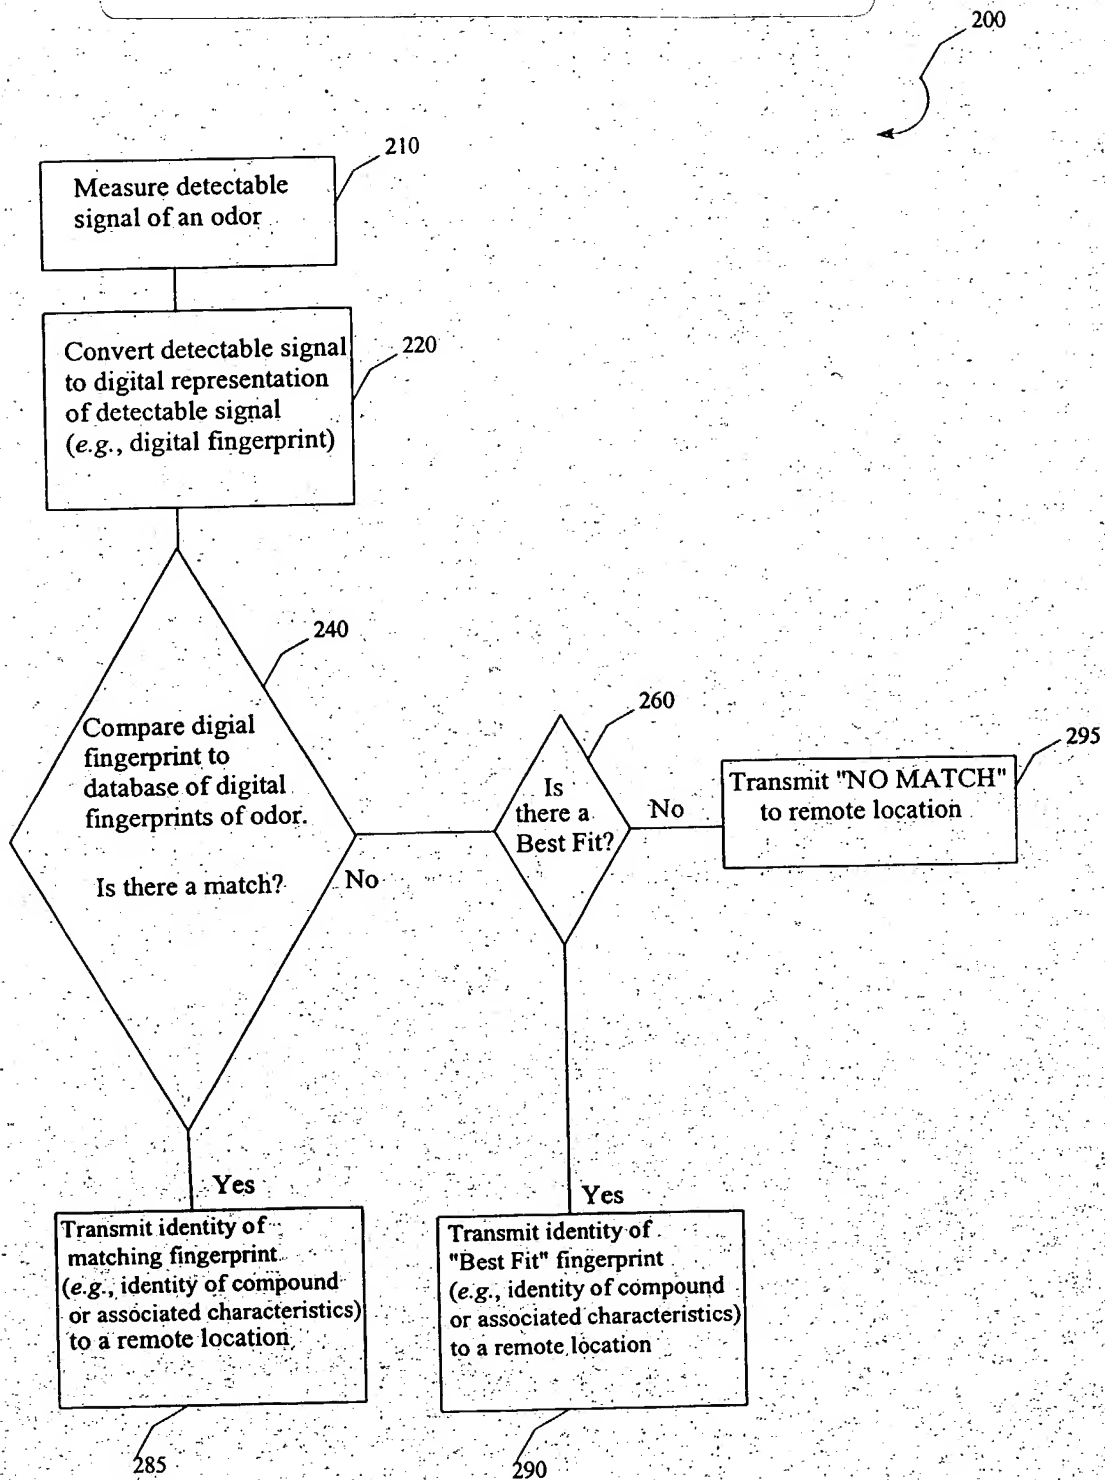 200
210
Measure detectable
signal of an odor
220
Convert detectable signal
to digital representation
of detectable signal
(e.g., digital fingerprint)
240
Compare digial
fingerprint to
database of digital
fingerprints of odor.
Is there a match?
No
260
Is
there a
Best Fit?
No
295
Transmit "NO MATCH"
to remote location
Yes
Transmit identity of
matching fingerprint
(e.g., identity of compound
or associated characteristics)
to a remote location
285
Yes
Transmit identity of
"Best Fit" fingerprint
(e.g., identity of compound
or associated characteristics)
to a remote location
290